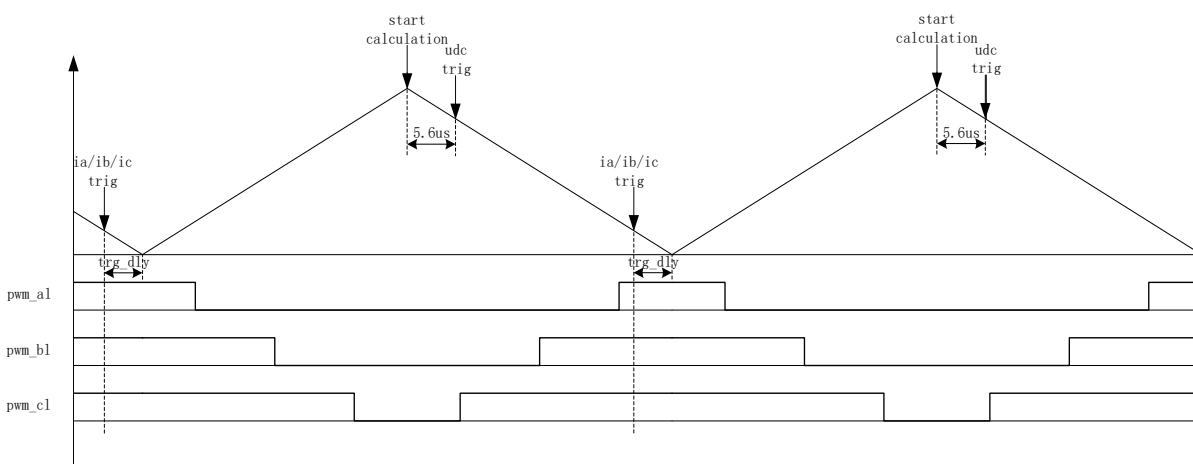 start
calculation
udc
trig
5.6us
ia/ib/ic
trig
trg_dly
start
calculation
udc
trig
5.6us
ia/ib/ic
trig
trg_dly
pwm_al
pwm_bl
pwm_cl